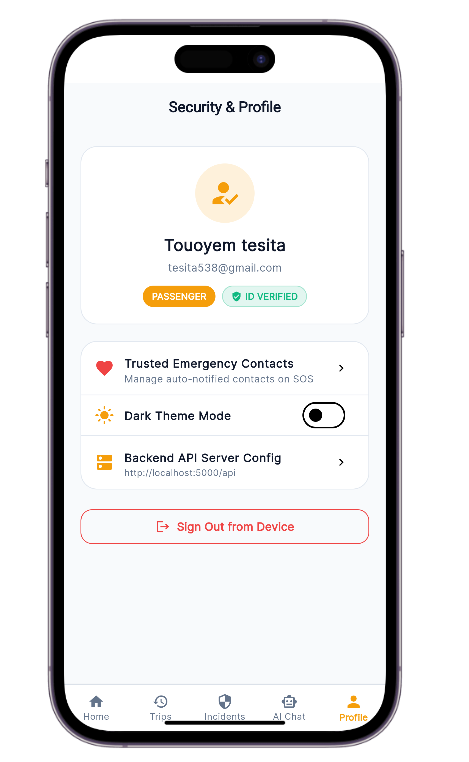 Security & Profile
Touoyem tesita
tesita538@gmail.com
PASSENGER
ID VERIFIED
Trusted Emergency Contacts
Manage auto-notified contacts on SOS
Dark Theme Mode
Backend API Server Config
http://localhost:5000/api
Sign Out from Device
Home
Trips
Incidents
AI Chat
Profile